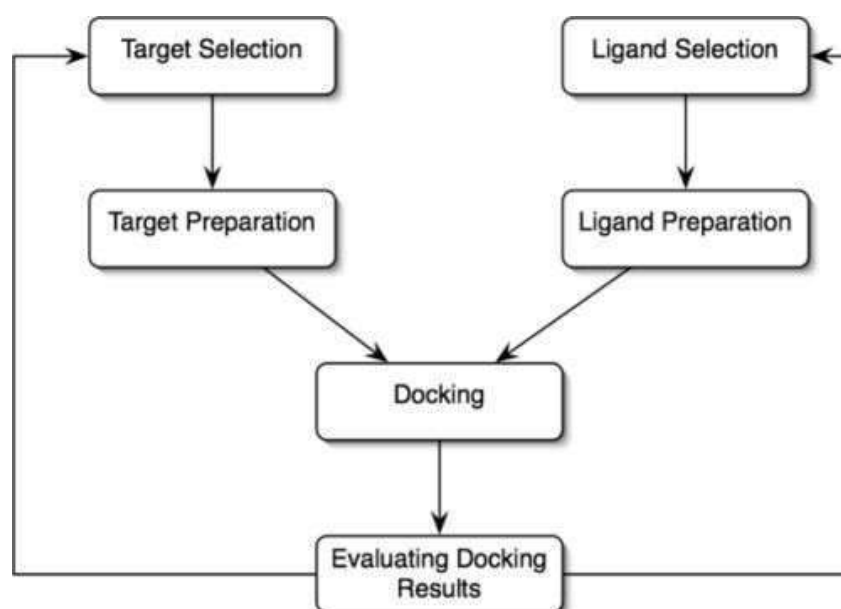 Target Selection
Ligand Selection
Target Preparation
Ligand Preparation
Docking
Evaluating Docking
Results